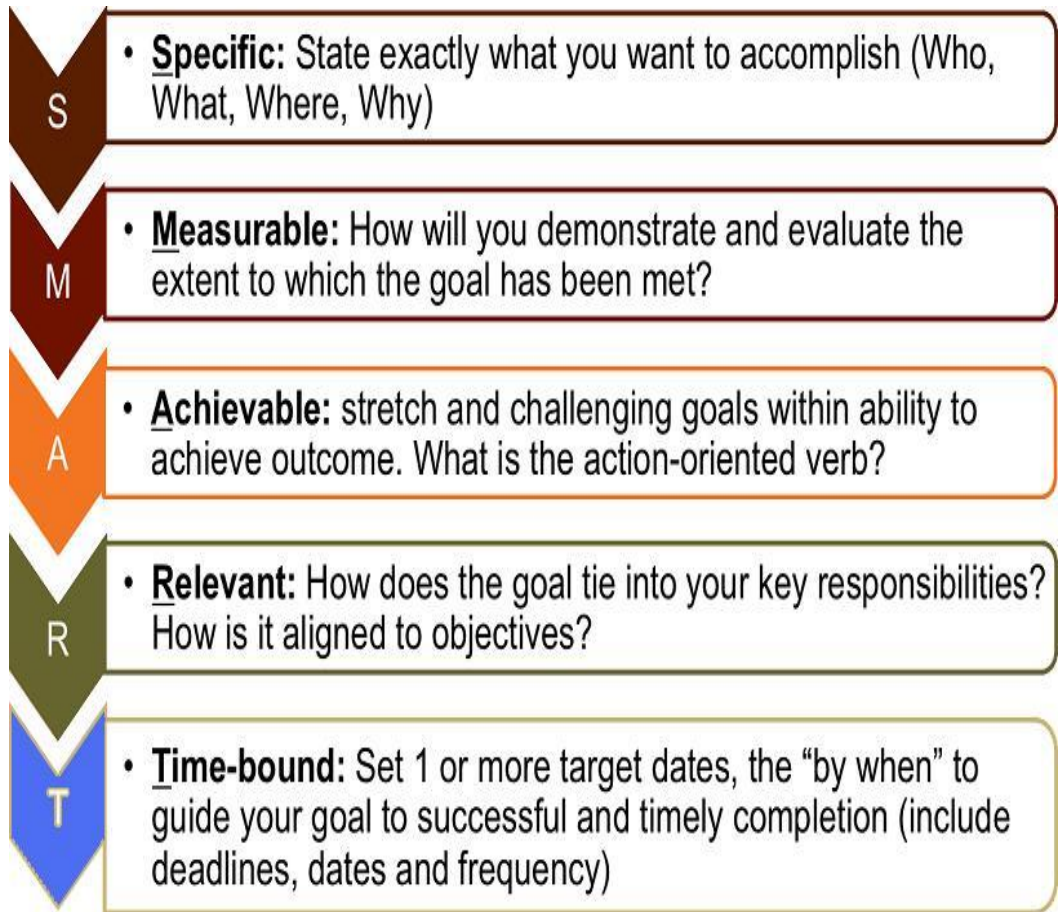 S
• Specific: State exactly what you want to accomplish (Who,
What, Where, Why)
M
• Measurable: How will you demonstrate and evaluate the
extent to which the goal has been met?
A
• Achievable: stretch and challenging goals within ability to
achieve outcome. What is the action-oriented verb?
R
• Relevant: How does the goal tie into your key responsibilities?
How is it aligned to objectives?
T
• Time-bound: Set 1 or more target dates, the “by when” to
guide your goal to successful and timely completion (include
deadlines, dates and frequency)